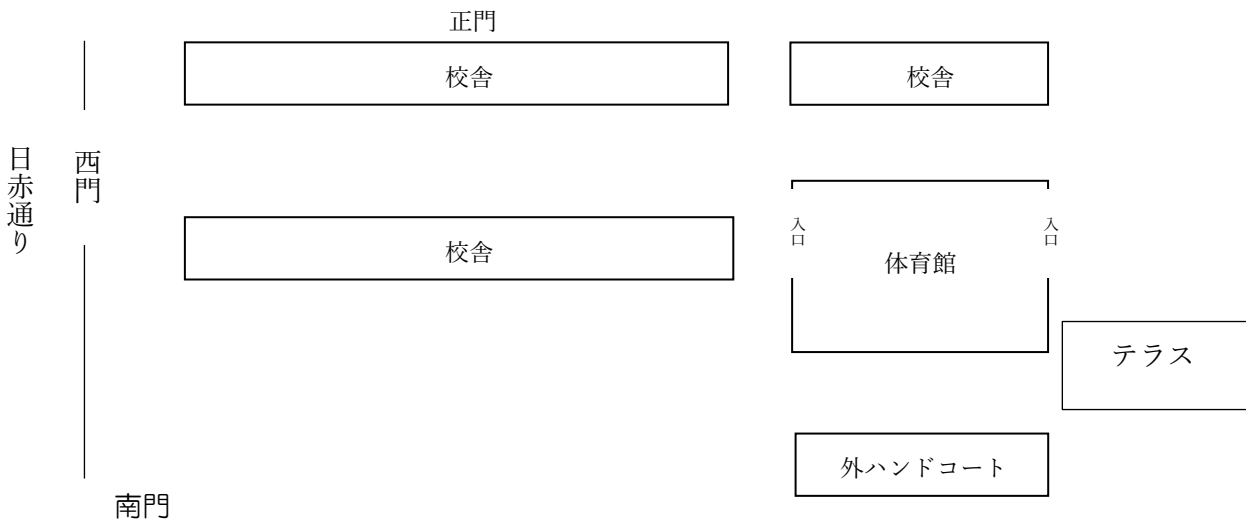 正門
校舎
校舎
日赤通り
西門
校舎
入口
体育館
入口
テラス
外ハンドコート
南門